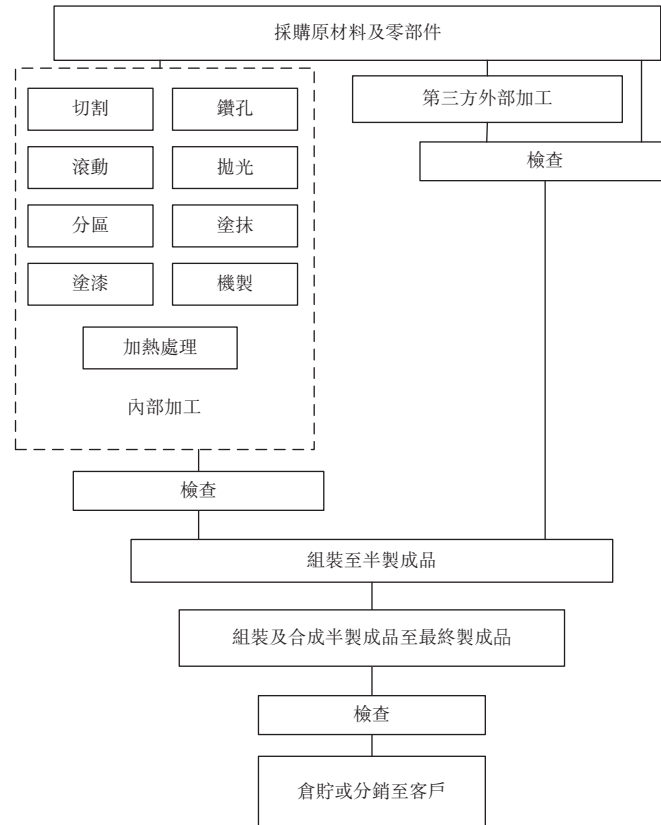 採購原材料及零部件
第三方外部加工
檢查
切割
鑽孔
滾動
拋光
分區
塗抹
塗漆
機製
加熱處理
內部加工
檢查
組裝至半製成品
組裝及合成半製成品至最終製成品
檢查
倉貯或分銷至客戶